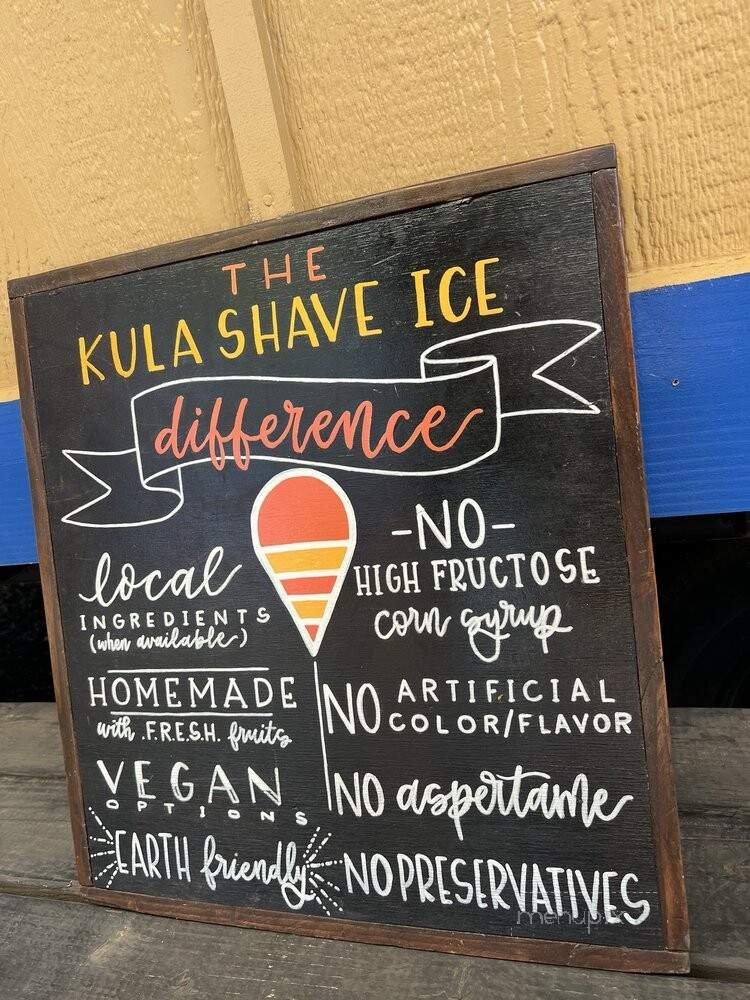 THE
KULA SHAVE ICE
difference
local
INGREDIENTS
(when available)
HOMEMADE
with .F.R.E.S.H. fruits
VEGAN
OPTIONS
EARTH friendly
-NO-
HIGH FRUCTOSE
corn syrup
NO ARTIFICIAL
COLOR/FLAVOR
NO aspertame
NO PRESERVATIVES
menupix